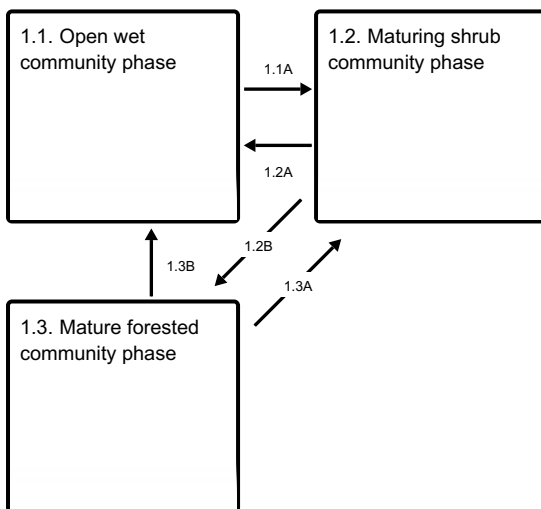 1.1. Open wet
community phase
1.1A
1.2. Maturing shrub
community phase
1.2A
1.2B
1.3B
1.3A
1.3. Mature forested
community phase